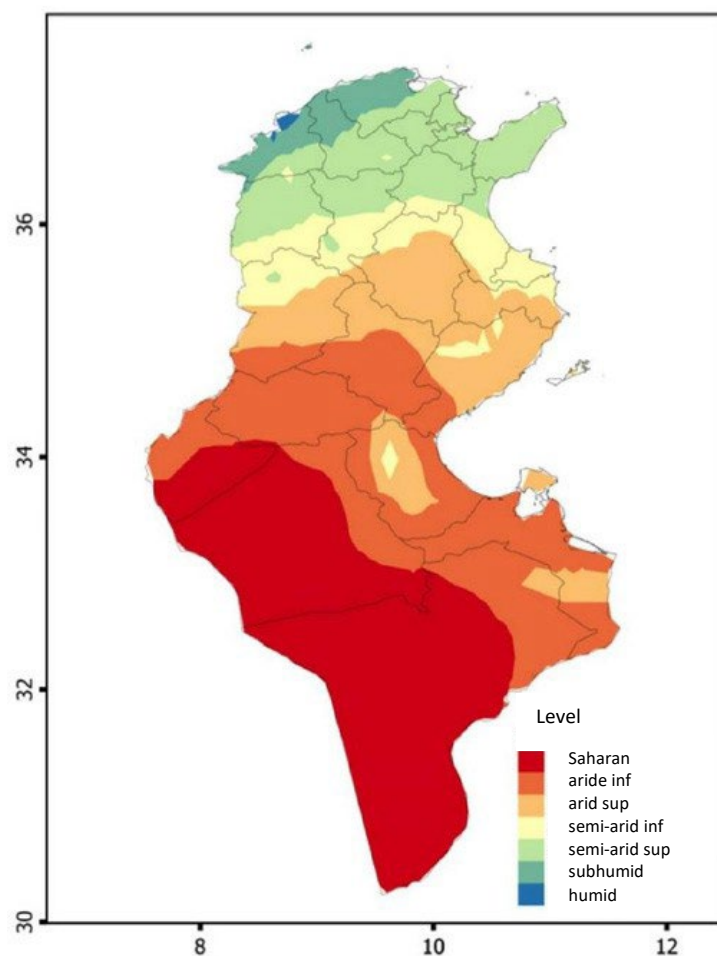 36
34
32
30
8
10
12
Level
Saharan
aride inf
arid sup
semi-arid inf
semi-arid sup
subhumid
humid